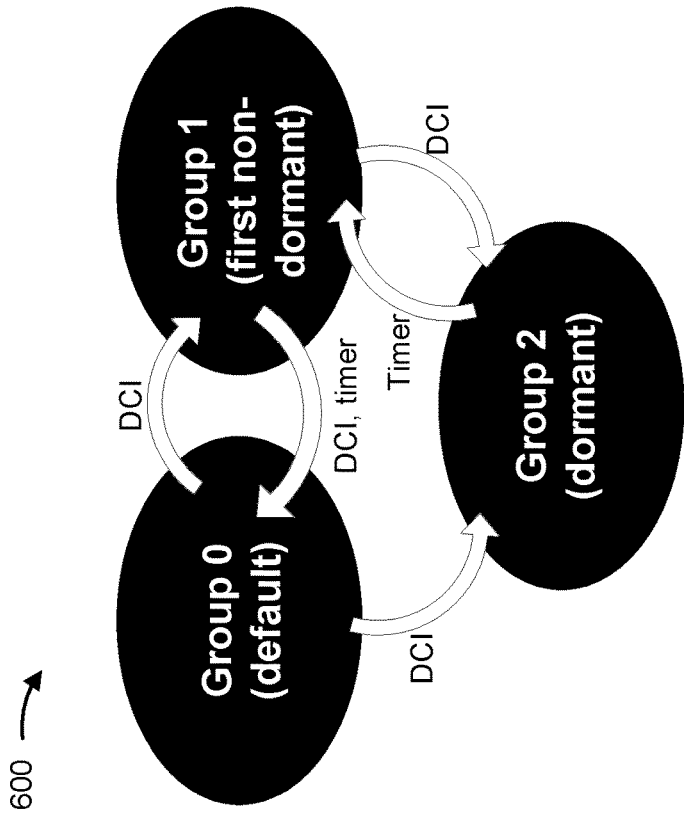 600
DCI
Group 0
(default)
Group 1
(first non-
dormant)
DCI, timer
Timer
DCI
DCI
Group 2
(dormant)